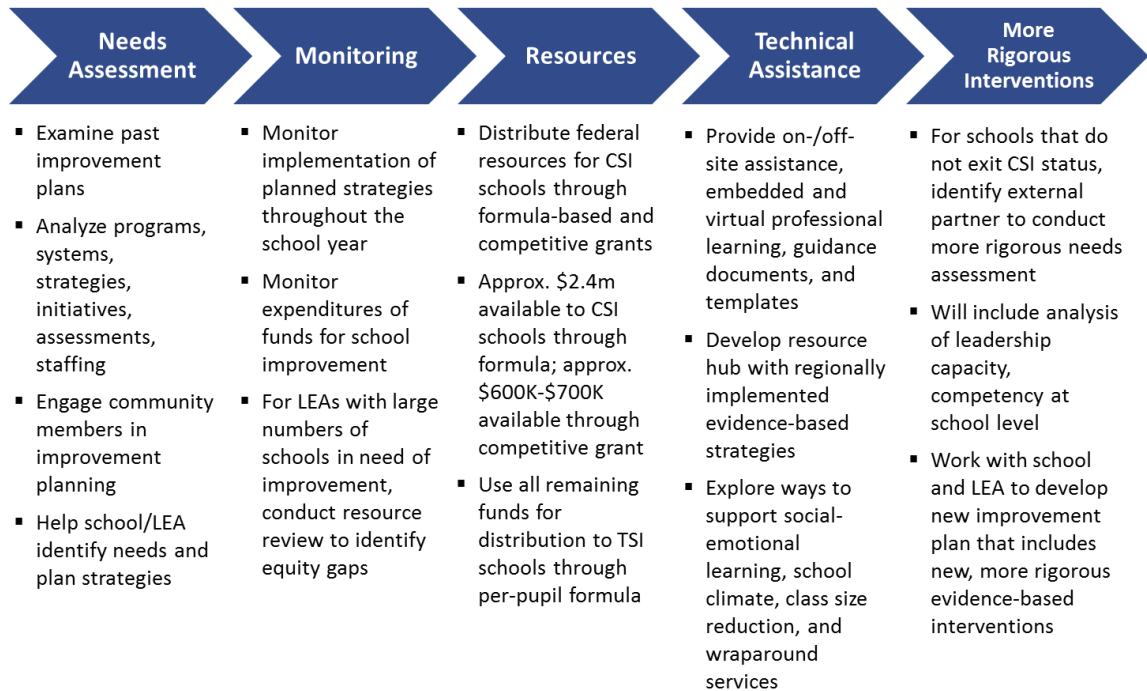 Needs
Assessment
Monitoring
Resources
Technical
Assistance
More
Rigorous
Interventions
▪ Examine past
improvement
plans
▪ Analyze programs,
systems,
strategies,
initiatives,
assessments,
staffing
▪ Engage community
members in
improvement
planning
▪ Help school/LEA
identify needs and
plan strategies
▪ Monitor
implementation of
planned strategies
throughout the
school year
▪ Monitor
expenditures of
funds for school
improvement
▪ For LEAs with large
numbers of
schools in need of
improvement,
conduct resource
review to identify
equity gaps
▪ Distribute federal
resources for CSI
schools through
formula-based and
competitive grants
▪ Approx. $2.4m
available to CSI
schools through
formula; approx.
$600K-$700K
available through
competitive grant
▪ Use all remaining
funds for
distribution to TSI
schools through
per-pupil formula
▪ Provide on-/off-
site assistance,
embedded and
virtual professional
learning, guidance
documents, and
templates
▪ Develop resource
hub with regionally
implemented
evidence-based
strategies
▪ Explore ways to
support social-
emotional
learning, school
climate, class size
reduction, and
wraparound
services
▪ For schools that do
not exit CSI status,
identify external
partner to conduct
more rigorous needs
assessment
▪ Will include analysis
of leadership
capacity,
competency at
school level
▪ Work with school
and LEA to develop
new improvement
plan that includes
new, more rigorous
evidence-based
interventions